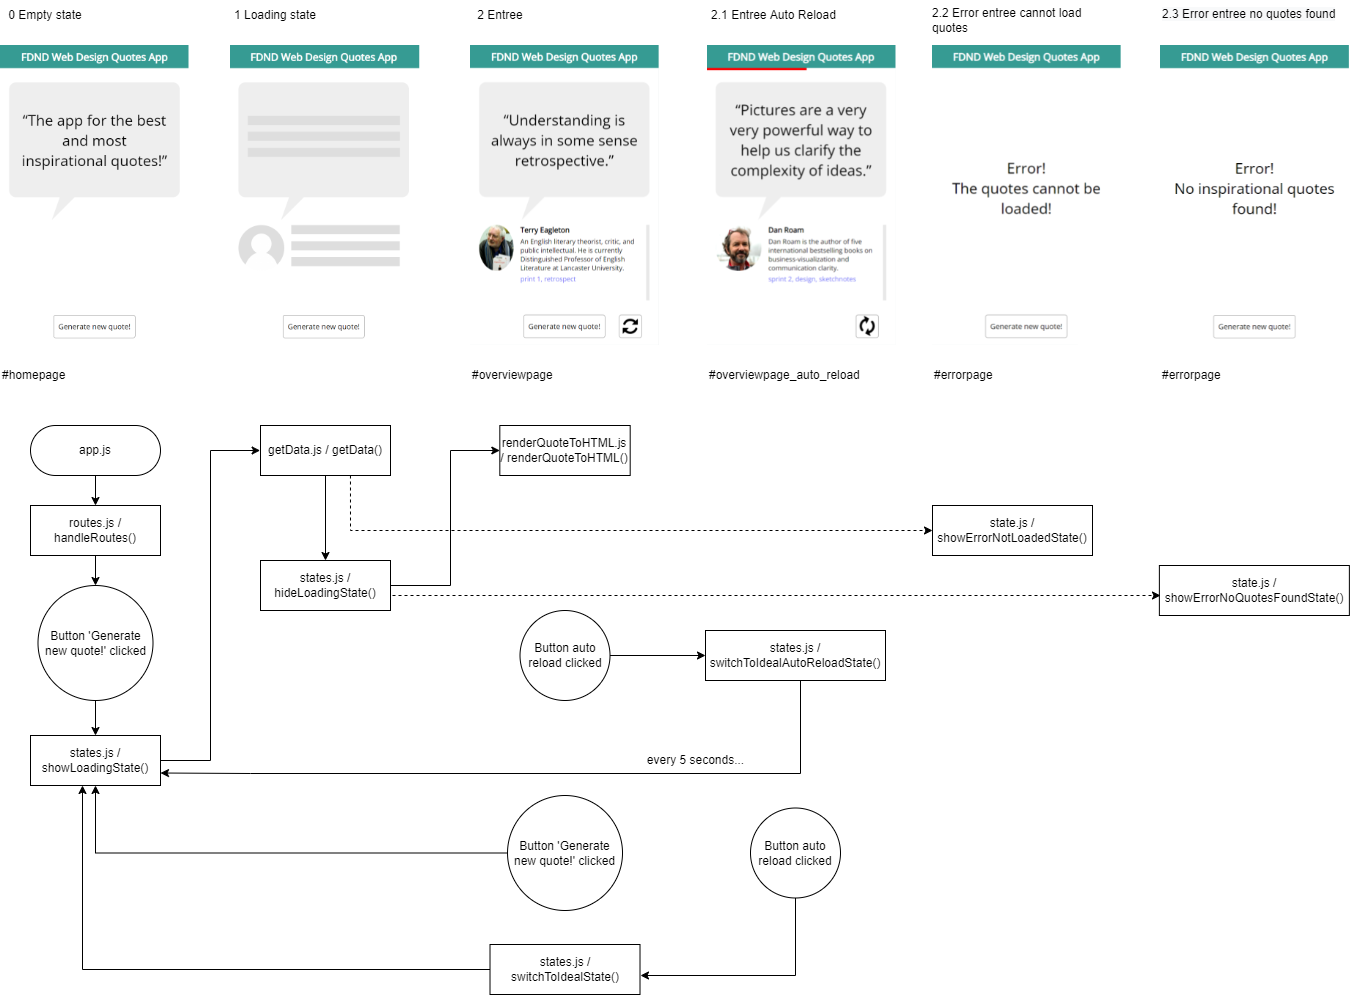 0 Empty state
1 Loading state
2 Entree
2.1 Entree Auto Reload
2.2 Error entree cannot load
quotes
2.3 Error entree no quotes found
FDND Web Design Quotes App
“The app for the best
and most
inspirational quotes!”
Generate new quote!
FDND Web Design Quotes App
Generate new quote!
FDND Web Design Quotes App
“Understanding is
always in some sense
retrospective.”
Terry Eagleton
An English literary theorist, critic, and
public intellectual. He is currently
Distinguished Professor of English
Literature at Lancaster University.
print 1, retrospect
Generate new quote!
FDND Web Design Quotes App
“Pictures are a very
very powerful way to
help us clarify the
complexity of ideas.”
Dan Roam
Dan Roam is the author of five
international bestselling books on
business-visualization and
communication clarity.
sprint 2, design, sketchnotes
FDND Web Design Quotes App
Error!
The quotes cannot be
loaded!
Generate new quote!
FDND Web Design Quotes App
Error!
No inspirational quotes
found!
Generate new quote!
#homepage
#overviewpage
#overviewpage_auto_reload
#errorpage
#errorpage
app.js
getData.js / getData()
renderQuoteToHTML.js
/ renderQuoteToHTML()
routes.js /
handleRoutes()
state.js /
showErrorNotLoadedState()
states.js /
hideLoadingState()
state.js /
showErrorNoQuotesFoundState()
Button 'Generate
new quote!' clicked
Button auto
reload clicked
states.js /
switchToIdealAutoReloadState()
states.js /
showLoadingState()
every 5 seconds...
Button 'Generate
new quote!' clicked
Button auto
reload clicked
states.js /
switchToIdealState()